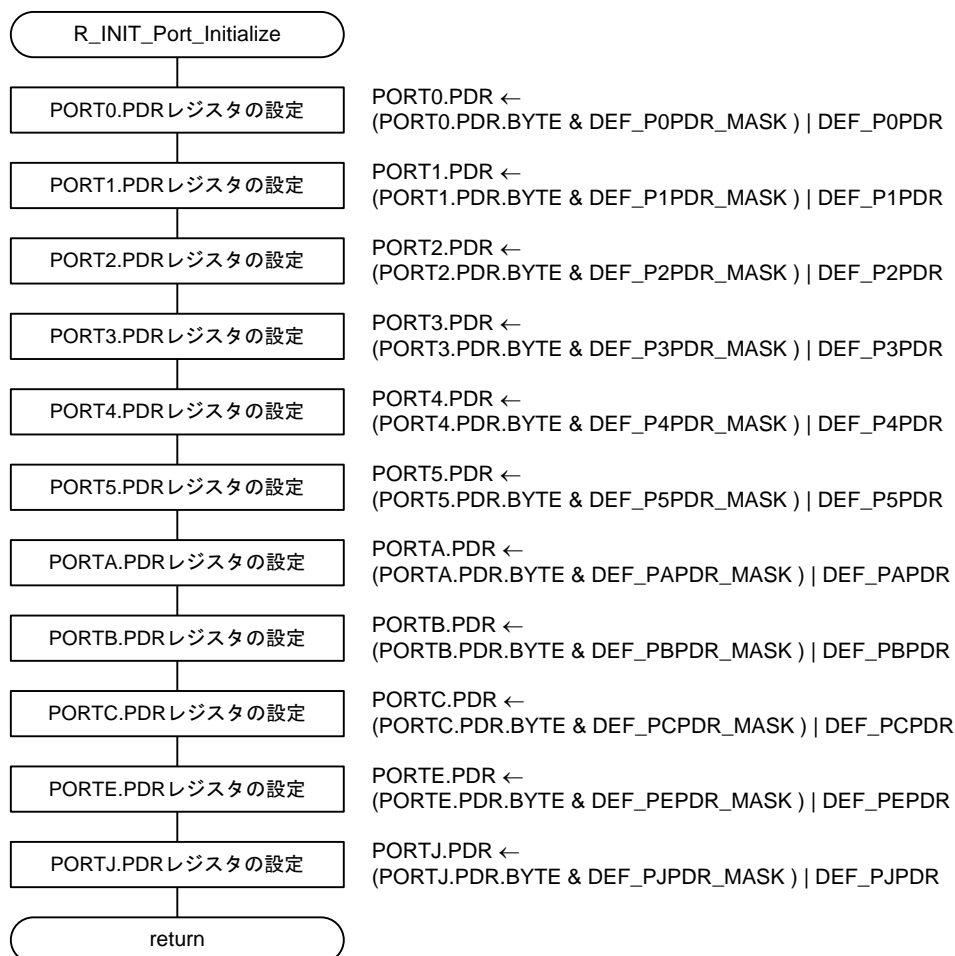 R_INIT_Port_Initialize
PORT0.PDRレジスタの設定
PORT0.PDR ←
(PORT0.PDR.BYTE & DEF_P0PDR_MASK ) | DEF_P0PDR
PORT1.PDRレジスタの設定
PORT1.PDR ←
(PORT1.PDR.BYTE & DEF_P1PDR_MASK ) | DEF_P1PDR
PORT2.PDRレジスタの設定
PORT2.PDR ←
(PORT2.PDR.BYTE & DEF_P2PDR_MASK ) | DEF_P2PDR
PORT3.PDRレジスタの設定
PORT3.PDR ←
(PORT3.PDR.BYTE & DEF_P3PDR_MASK ) | DEF_P3PDR
PORT4.PDRレジスタの設定
PORT4.PDR ←
(PORT4.PDR.BYTE & DEF_P4PDR_MASK ) | DEF_P4PDR
PORT5.PDRレジスタの設定
PORT5.PDR ←
(PORT5.PDR.BYTE & DEF_P5PDR_MASK ) | DEF_P5PDR
PORTA.PDRレジスタの設定
PORTA.PDR ←
(PORTA.PDR.BYTE & DEF_PAPDR_MASK ) | DEF_PAPDR
PORTB.PDRレジスタの設定
PORTB.PDR ←
(PORTB.PDR.BYTE & DEF_PBPDR_MASK ) | DEF_PBPDR
PORTC.PDRレジスタの設定
PORTC.PDR ←
(PORTC.PDR.BYTE & DEF_PCPDR_MASK ) | DEF_PCPDR
PORTE.PDRレジスタの設定
PORTE.PDR ←
(PORTE.PDR.BYTE & DEF_PEPDR_MASK ) | DEF_PEPDR
PORTJ.PDRレジスタの設定
PORTJ.PDR ←
(PORTJ.PDR.BYTE & DEF_PJPDR_MASK ) | DEF_PJPDR
return